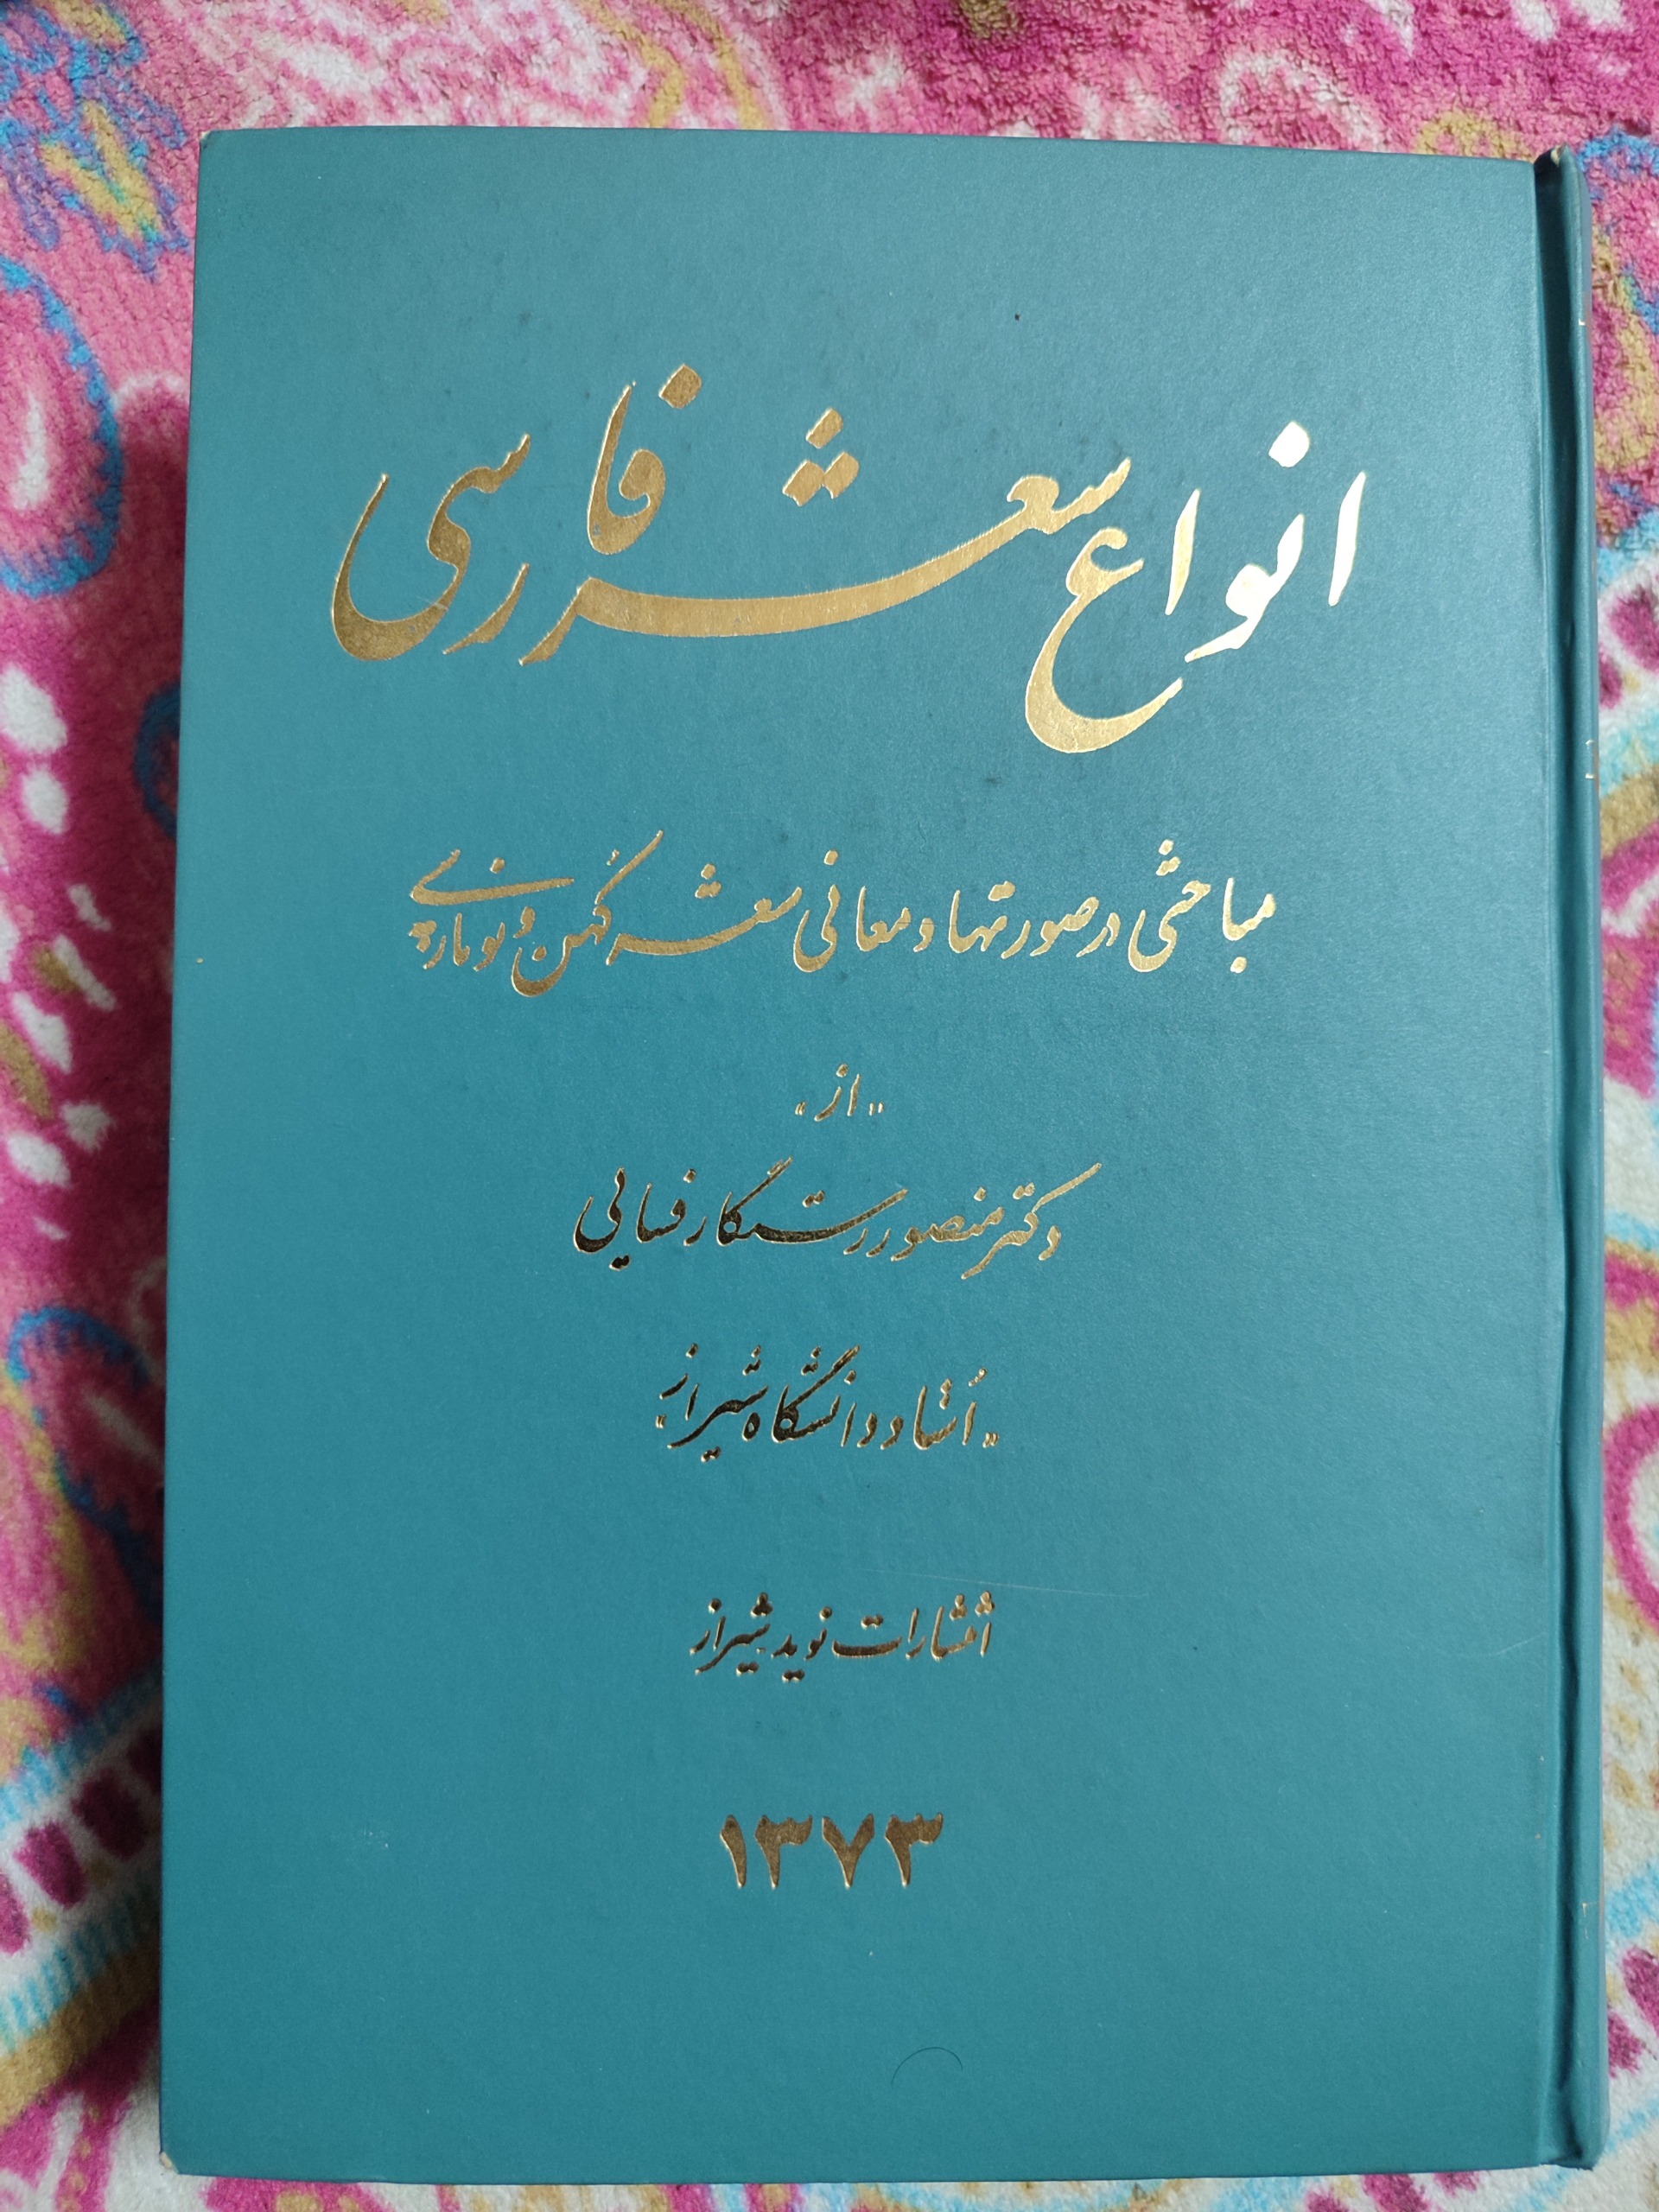 انواع شعر فارسی
مباحثی در صورتها و معانی شعر کهن و نو پارسی
"از"
دکتر منصور رستگار فسایی
"اُستاد دانشگاه شیراز"
انتشارات نوید شیراز
۱۳۷۳